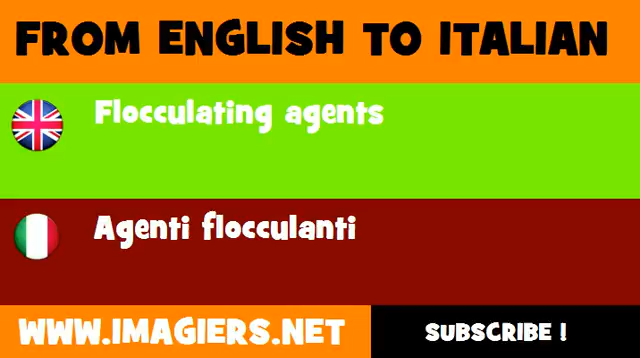 FROM ENGLISH TO ITALIAN
Flocculating agents
Agenti flocculanti
WWW.IMAGIERS.NET
SUBSCRIBE !